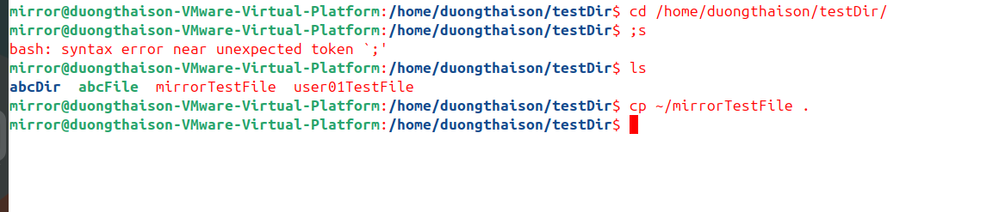 mirror@duongthaison-VMware-Virtual-Platform:/home/duongthaison/testDir$ cd /home/duongthaison/testDir/
mirror@duongthaison-VMware-Virtual-Platform:/home/duongthaison/testDir$ ;s
bash: syntax error near unexpected token `;'
mirror@duongthaison-VMware-Virtual-Platform:/home/duongthaison/testDir$ ls
abcDir  abcFile  mirrorTestFile  user01TestFile
mirror@duongthaison-VMware-Virtual-Platform:/home/duongthaison/testDir$ cp ~/mirrorTestFile .
mirror@duongthaison-VMware-Virtual-Platform:/home/duongthaison/testDir$